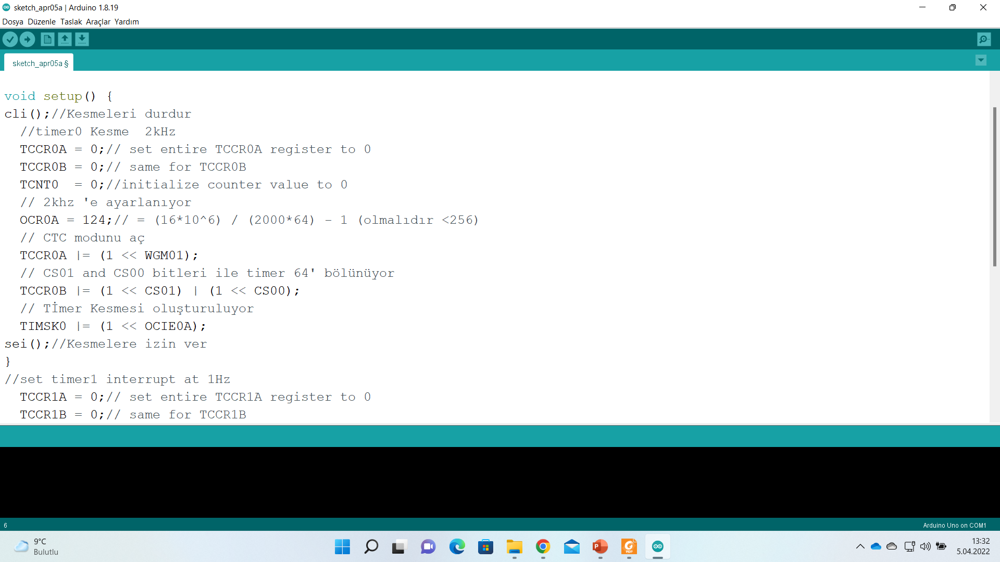 sketch_apr05a | Arduino 1.8.19
Dosya Düzenle Taslak Araçlar Yardım
sketch_apr05a §
void setup() {
cli();//Kesmeleri durdur
  //timer0 Kesme  2kHz
  TCCR0A = 0;// set entire TCCR0A register to 0
  TCCR0B = 0;// same for TCCR0B
  TCNT0  = 0;//initialize counter value to 0
  // 2khz 'e ayarlanıyor
  OCR0A = 124;// = (16*10^6) / (2000*64) - 1 (olmalıdır <256)
  // CTC modunu aç
  TCCR0A |= (1 << WGM01);
  // CS01 and CS00 bitleri ile timer 64' bölünüyor
  TCCR0B |= (1 << CS01) | (1 << CS00);
  // Tİmer Kesmesi oluşturuluyor
  TIMSK0 |= (1 << OCIE0A);
sei();//Kesmelere izin ver
}
//set timer1 interrupt at 1Hz
  TCCR1A = 0;// set entire TCCR1A register to 0
  TCCR1B = 0;// same for TCCR1B
6
Arduino Uno on COM1
9°C
Bulutlu
P
PDF
13:32
5.04.2022